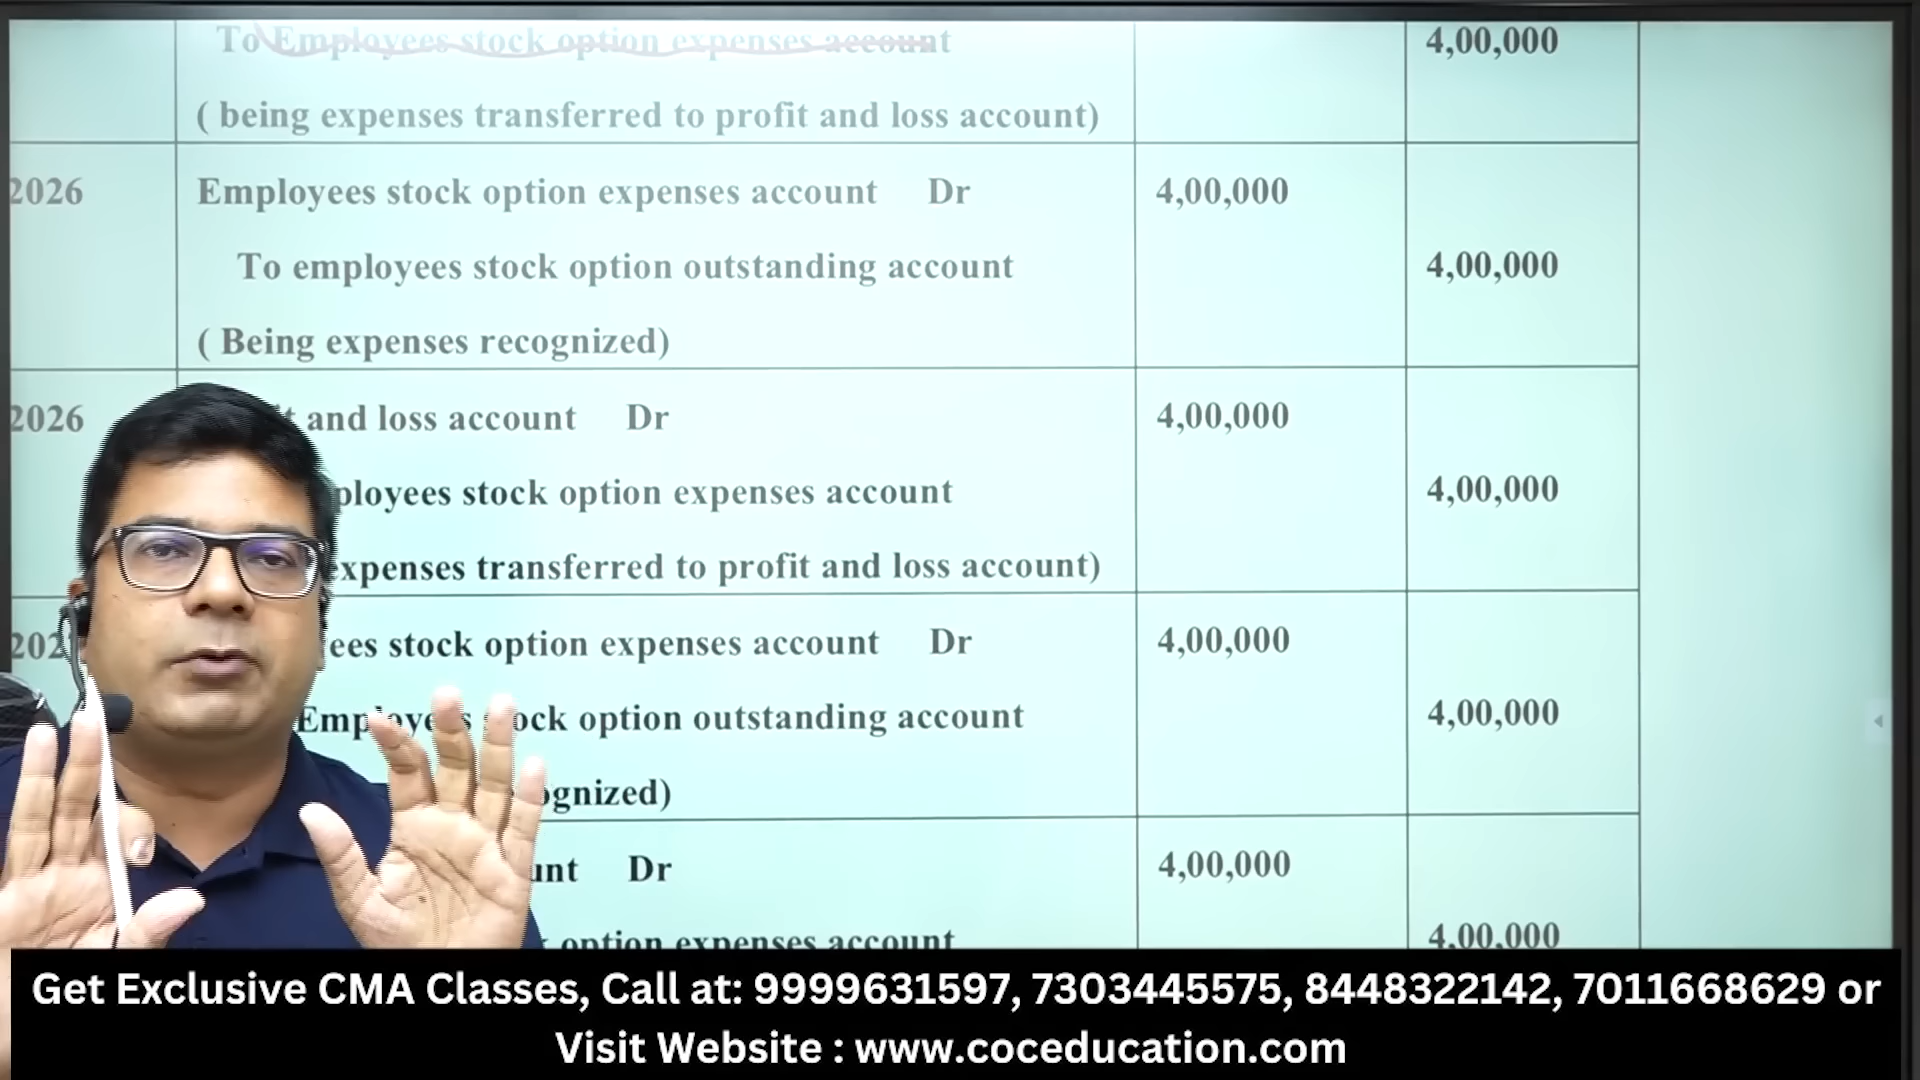 To Employees stock option expenses account 4,00,000
( being expenses transferred to profit and loss account)
2026 Employees stock option expenses account Dr 4,00,000
To employees stock option outstanding account 4,00,000
( Being expenses recognized)
2026 and loss account Dr 4,00,000
ployees stock option expenses account 4,00,000
xpenses transferred to profit and loss account)
202 ees stock option expenses account Dr 4,00,000
Employees stock option outstanding account 4,00,000
ognized)
unt Dr 4,00,000
option expenses account 4,00,000
Get Exclusive CMA Classes, Call at: 9999631597, 7303445575, 8448322142, 7011668629 or
Visit Website : www.coceducation.com